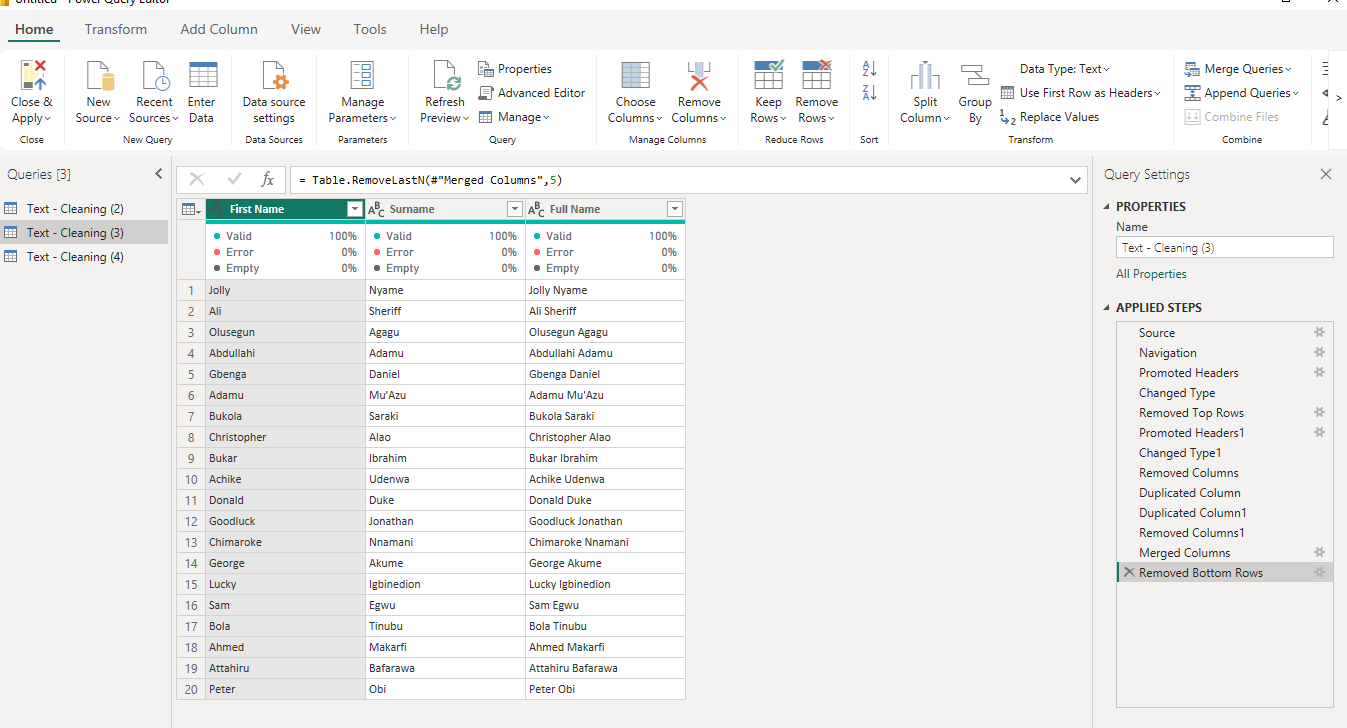 Untitled - Power Query Editor
Home Transform Add Column View Tools Help
Close & Apply
New Source
Recent Sources
Enter Data
Data source settings
Manage Parameters
Refresh Preview
Properties
Advanced Editor
Manage
Choose Columns
Remove Columns
Keep Rows
Remove Rows
Split Column
Group By
Data Type: Text
Use First Row as Headers
Replace Values
Merge Queries
Append Queries
Combine Files
Close New Query Data Sources Parameters Query Manage Columns Reduce Rows Sort Transform Combine
Queries [3]
Text - Cleaning (2)
Text - Cleaning (3)
Text - Cleaning (4)
fx = Table.RemoveLastN(#"Merged Columns",5)
First Name ABC Surname ABC Full Name
Valid 100% Valid 100% Valid 100%
Error 0% Error 0% Error 0%
Empty 0% Empty 0% Empty 0%
1 Jolly Nyame Jolly Nyame
2 Ali Sheriff Ali Sheriff
3 Olusegun Agagu Olusegun Agagu
4 Abdullahi Adamu Abdullahi Adamu
5 Gbenga Daniel Gbenga Daniel
6 Adamu Mu'Azu Adamu Mu'Azu
7 Bukola Saraki Bukola Saraki
8 Christopher Alao Christopher Alao
9 Bukar Ibrahim Bukar Ibrahim
10 Achike Udenwa Achike Udenwa
11 Donald Duke Donald Duke
12 Goodluck Jonathan Goodluck Jonathan
13 Chimaroke Nnamani Chimaroke Nnamani
14 George Akume George Akume
15 Lucky Igbinedion Lucky Igbinedion
16 Sam Egwu Sam Egwu
17 Bola Tinubu Bola Tinubu
18 Ahmed Makarfi Ahmed Makarfi
19 Attahiru Bafarawa Attahiru Bafarawa
20 Peter Obi Peter Obi
Query Settings
PROPERTIES
Name
Text - Cleaning (3)
All Properties
APPLIED STEPS
Source
Navigation
Promoted Headers
Changed Type
Removed Top Rows
Promoted Headers1
Changed Type1
Removed Columns
Duplicated Column
Duplicated Column1
Removed Columns1
Merged Columns
Removed Bottom Rows